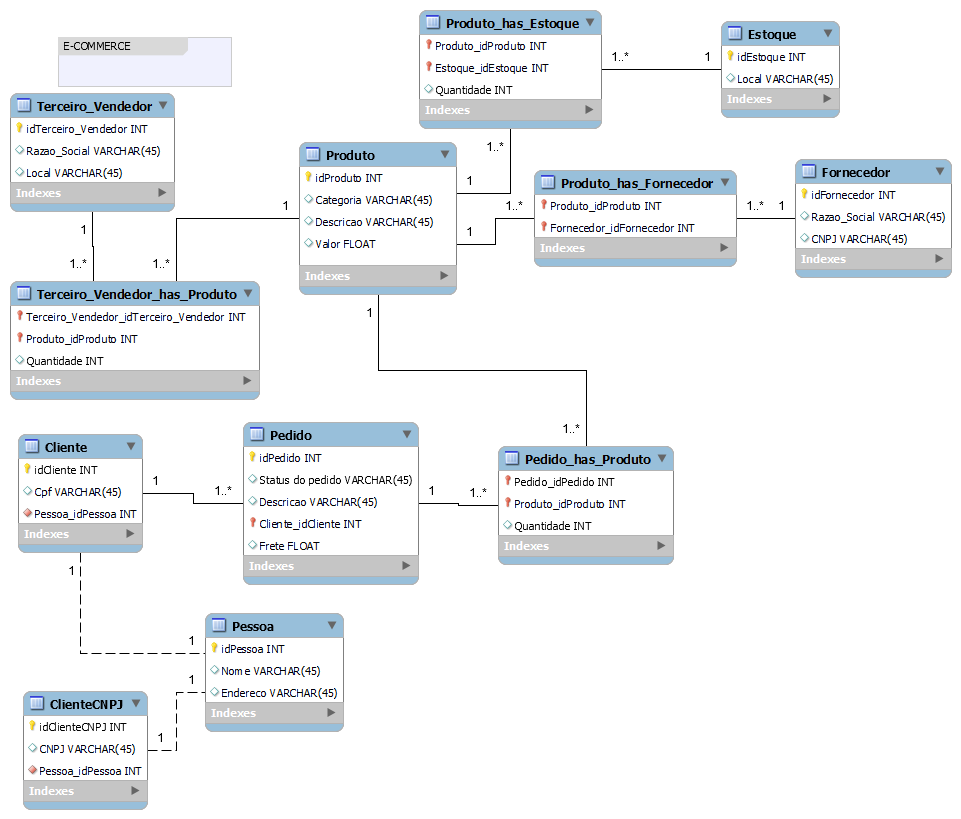 E-COMMERCE
Terceiro_Vendedor
idTerceiro_Vendedor INT
Razao_Social VARCHAR(45)
Local VARCHAR(45)
Indexes
Produto_has_Estoque
Produto_idProduto INT
Estoque_idEstoque INT
Quantidade INT
Indexes
1..*
1
Estoque
idEstoque INT
Local VARCHAR(45)
Indexes
1..*
1
Produto
idProduto INT
Categoria VARCHAR(45)
Descricao VARCHAR(45)
Valor FLOAT
Indexes
1
1..*
1
Produto_has_Fornecedor
Produto_idProduto INT
Fornecedor_idFornecedor INT
Indexes
1..*
1
Fornecedor
idFornecedor INT
Razao_Social VARCHAR(45)
CNPJ VARCHAR(45)
Indexes
1
1..*
1..*
1
Terceiro_Vendedor_has_Produto
Terceiro_Vendedor_idTerceiro_Vendedor INT
Produto_idProduto INT
Quantidade INT
Indexes
1
1..*
Cliente
idCliente INT
Cpf VARCHAR(45)
Pessoa_idPessoa INT
Indexes
1
1..*
Pedido
idPedido INT
Status do pedido VARCHAR(45)
Descricao VARCHAR(45)
Cliente_idCliente INT
Frete FLOAT
Indexes
1
1..*
Pedido_has_Produto
Pedido_idPedido INT
Produto_idProduto INT
Quantidade INT
Indexes
1
1
Pessoa
idPessoa INT
Nome VARCHAR(45)
Endereco VARCHAR(45)
Indexes
1
1
ClienteCNPJ
idClienteCNPJ INT
CNPJ VARCHAR(45)
Pessoa_idPessoa INT
Indexes